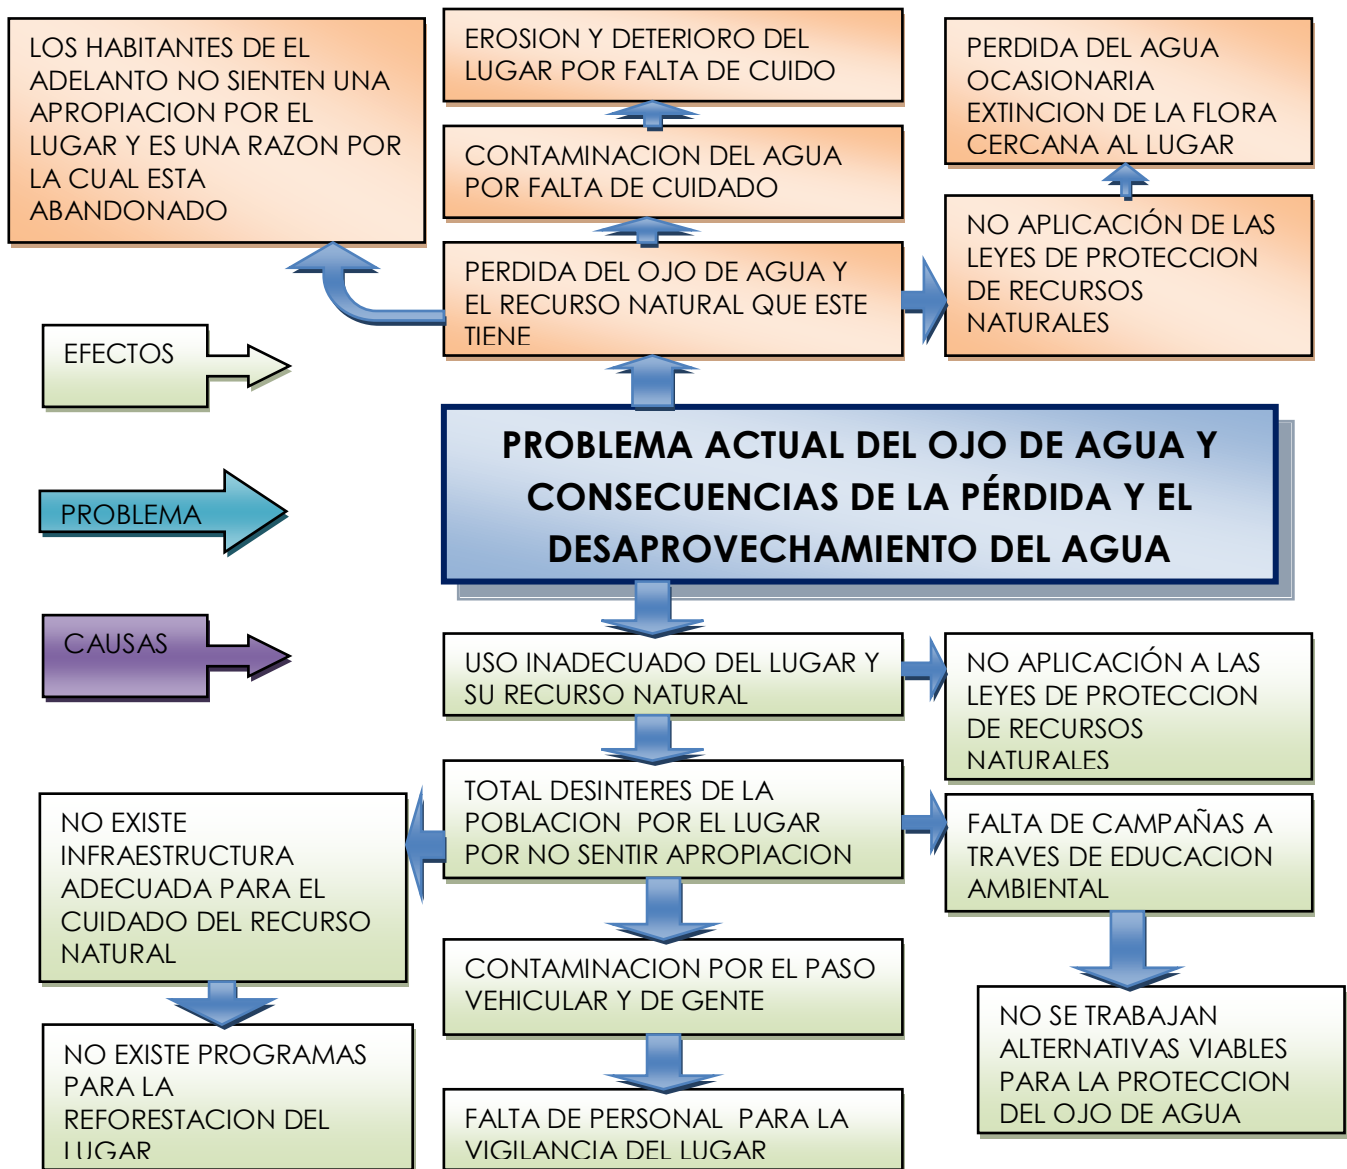 LOS HABITANTES DE EL
ADELANTO NO SIENTEN UNA
APROPIACION POR EL
LUGAR Y ES UNA RAZON POR
LA CUAL ESTA
ABANDONADO
EROSION Y DETERIORO DEL
LUGAR POR FALTA DE CUIDO
PERDIDA DEL AGUA
OCASIONARIA
EXTINCION DE LA FLORA
CERCANA AL LUGAR
CONTAMINACION DEL AGUA
POR FALTA DE CUIDADO
NO APLICACIÓN DE LAS
LEYES DE PROTECCION
DE RECURSOS
NATURALES
PERDIDA DEL OJO DE AGUA Y
EL RECURSO NATURAL QUE ESTE
TIENE
EFECTOS
PROBLEMA ACTUAL DEL OJO DE AGUA Y
CONSECUENCIAS DE LA PÉRDIDA Y EL
DESAPROVECHAMIENTO DEL AGUA
PROBLEMA
CAUSAS
USO INADECUADO DEL LUGAR Y
SU RECURSO NATURAL
NO APLICACIÓN A LAS
LEYES DE PROTECCION
DE RECURSOS
NATURALES
TOTAL DESINTERES DE LA
POBLACION POR EL LUGAR
POR NO SENTIR APROPIACION
NO EXISTE
INFRAESTRUCTURA
ADECUADA PARA EL
CUIDADO DEL RECURSO
NATURAL
FALTA DE CAMPAÑAS A
TRAVES DE EDUCACION
AMBIENTAL
CONTAMINACION POR EL PASO
VEHICULAR Y DE GENTE
NO SE TRABAJAN
ALTERNATIVAS VIABLES
PARA LA PROTECCION
DEL OJO DE AGUA
NO EXISTE PROGRAMAS
PARA LA
REFORESTACION DEL
LUGAR
FALTA DE PERSONAL PARA LA
VIGILANCIA DEL LUGAR